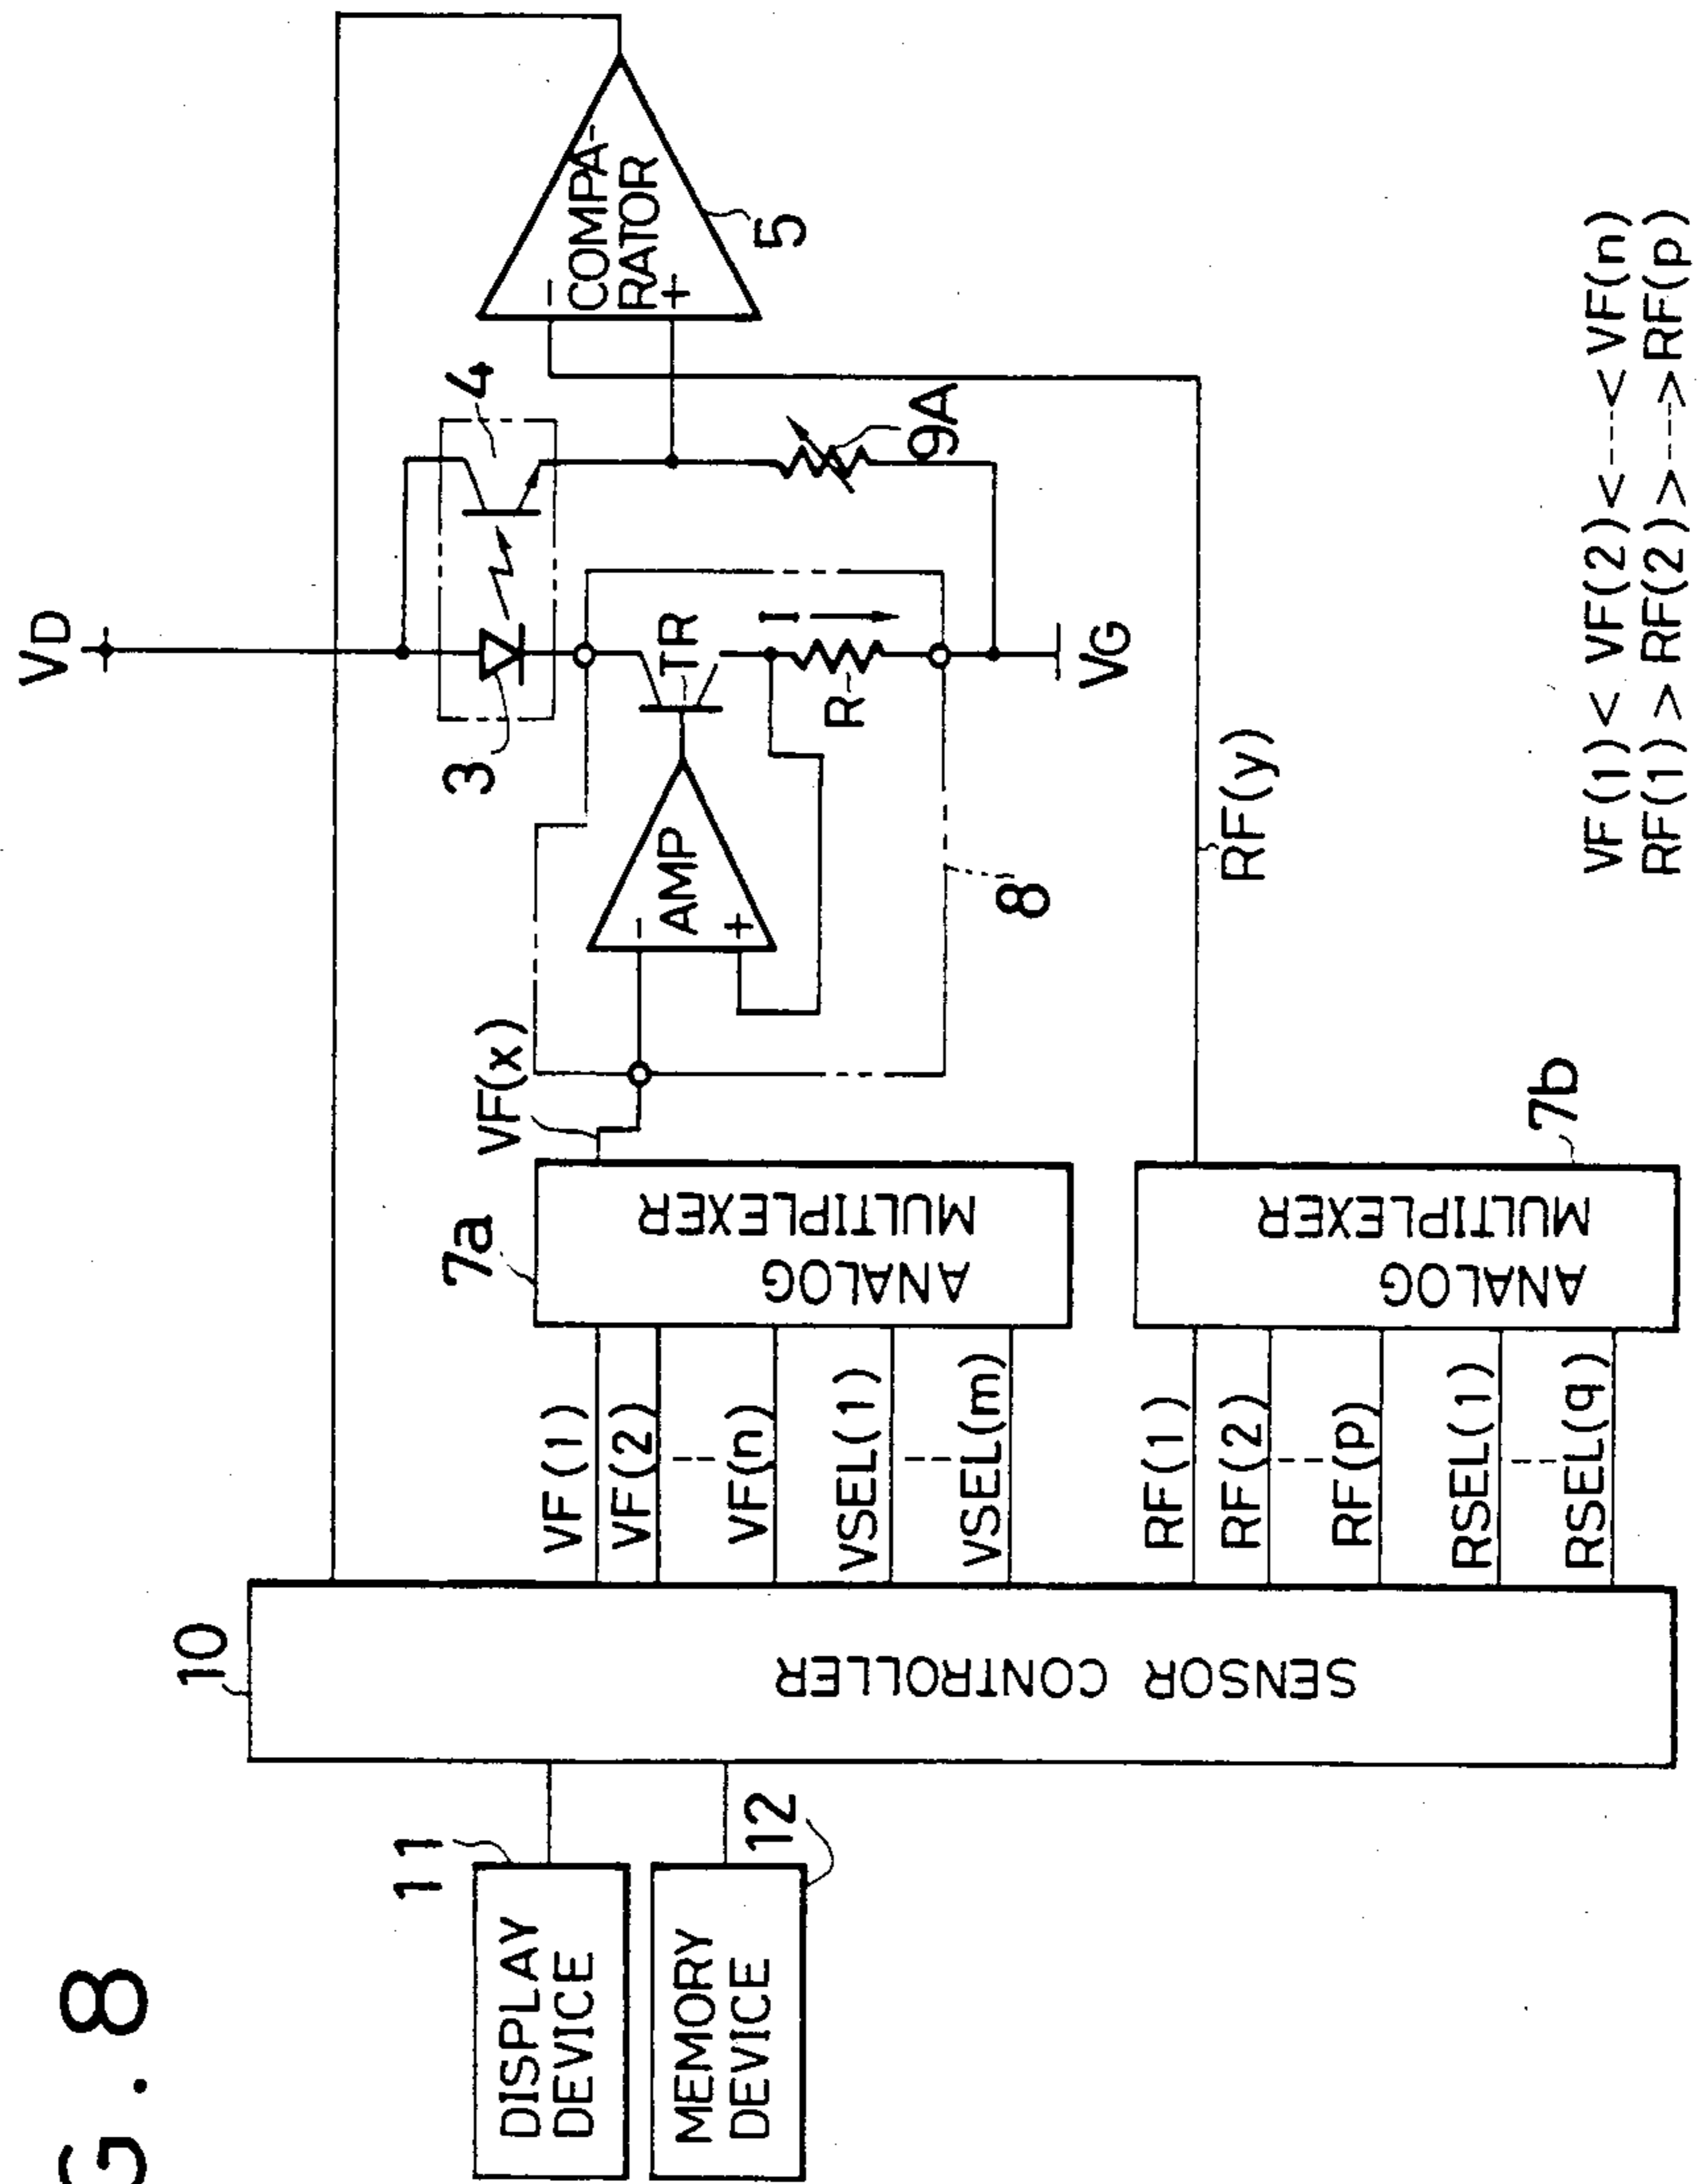 G.8
DISPLAY
DEVICE
11
MEMORY
DEVICE
12
10
SENSOR CONTROLLER
VF(1)
VF(2)
VF(n)
VSEL(1)
VSEL(m)
RF(1)
RF(2)
RF(p)
RSEL(1)
RSEL(q)
7a
ANALOG
MULTIPLEXER
7b
ANALOG
MULTIPLEXER
VF(x)
RF(y)
8
AMP
-
+
TR
R
I
3
4
VD
VG
9A
COMPA-
RATOR
-
+
5
VF(1)<VF(2)<----<VF(n)
RF(1)>RF(2)>----->RF(p)